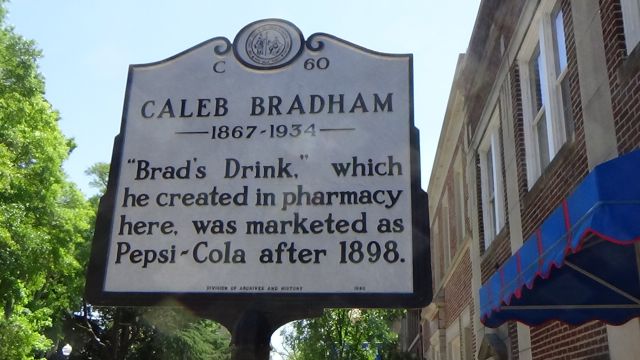 C 60
CALEB BRADHAM
1867-1934
"Brad's Drink," which
he created in pharmacy
here, was marketed as
Pepsi-Cola after 1898.
DIVISION OF ARCHIVES AND HISTORY